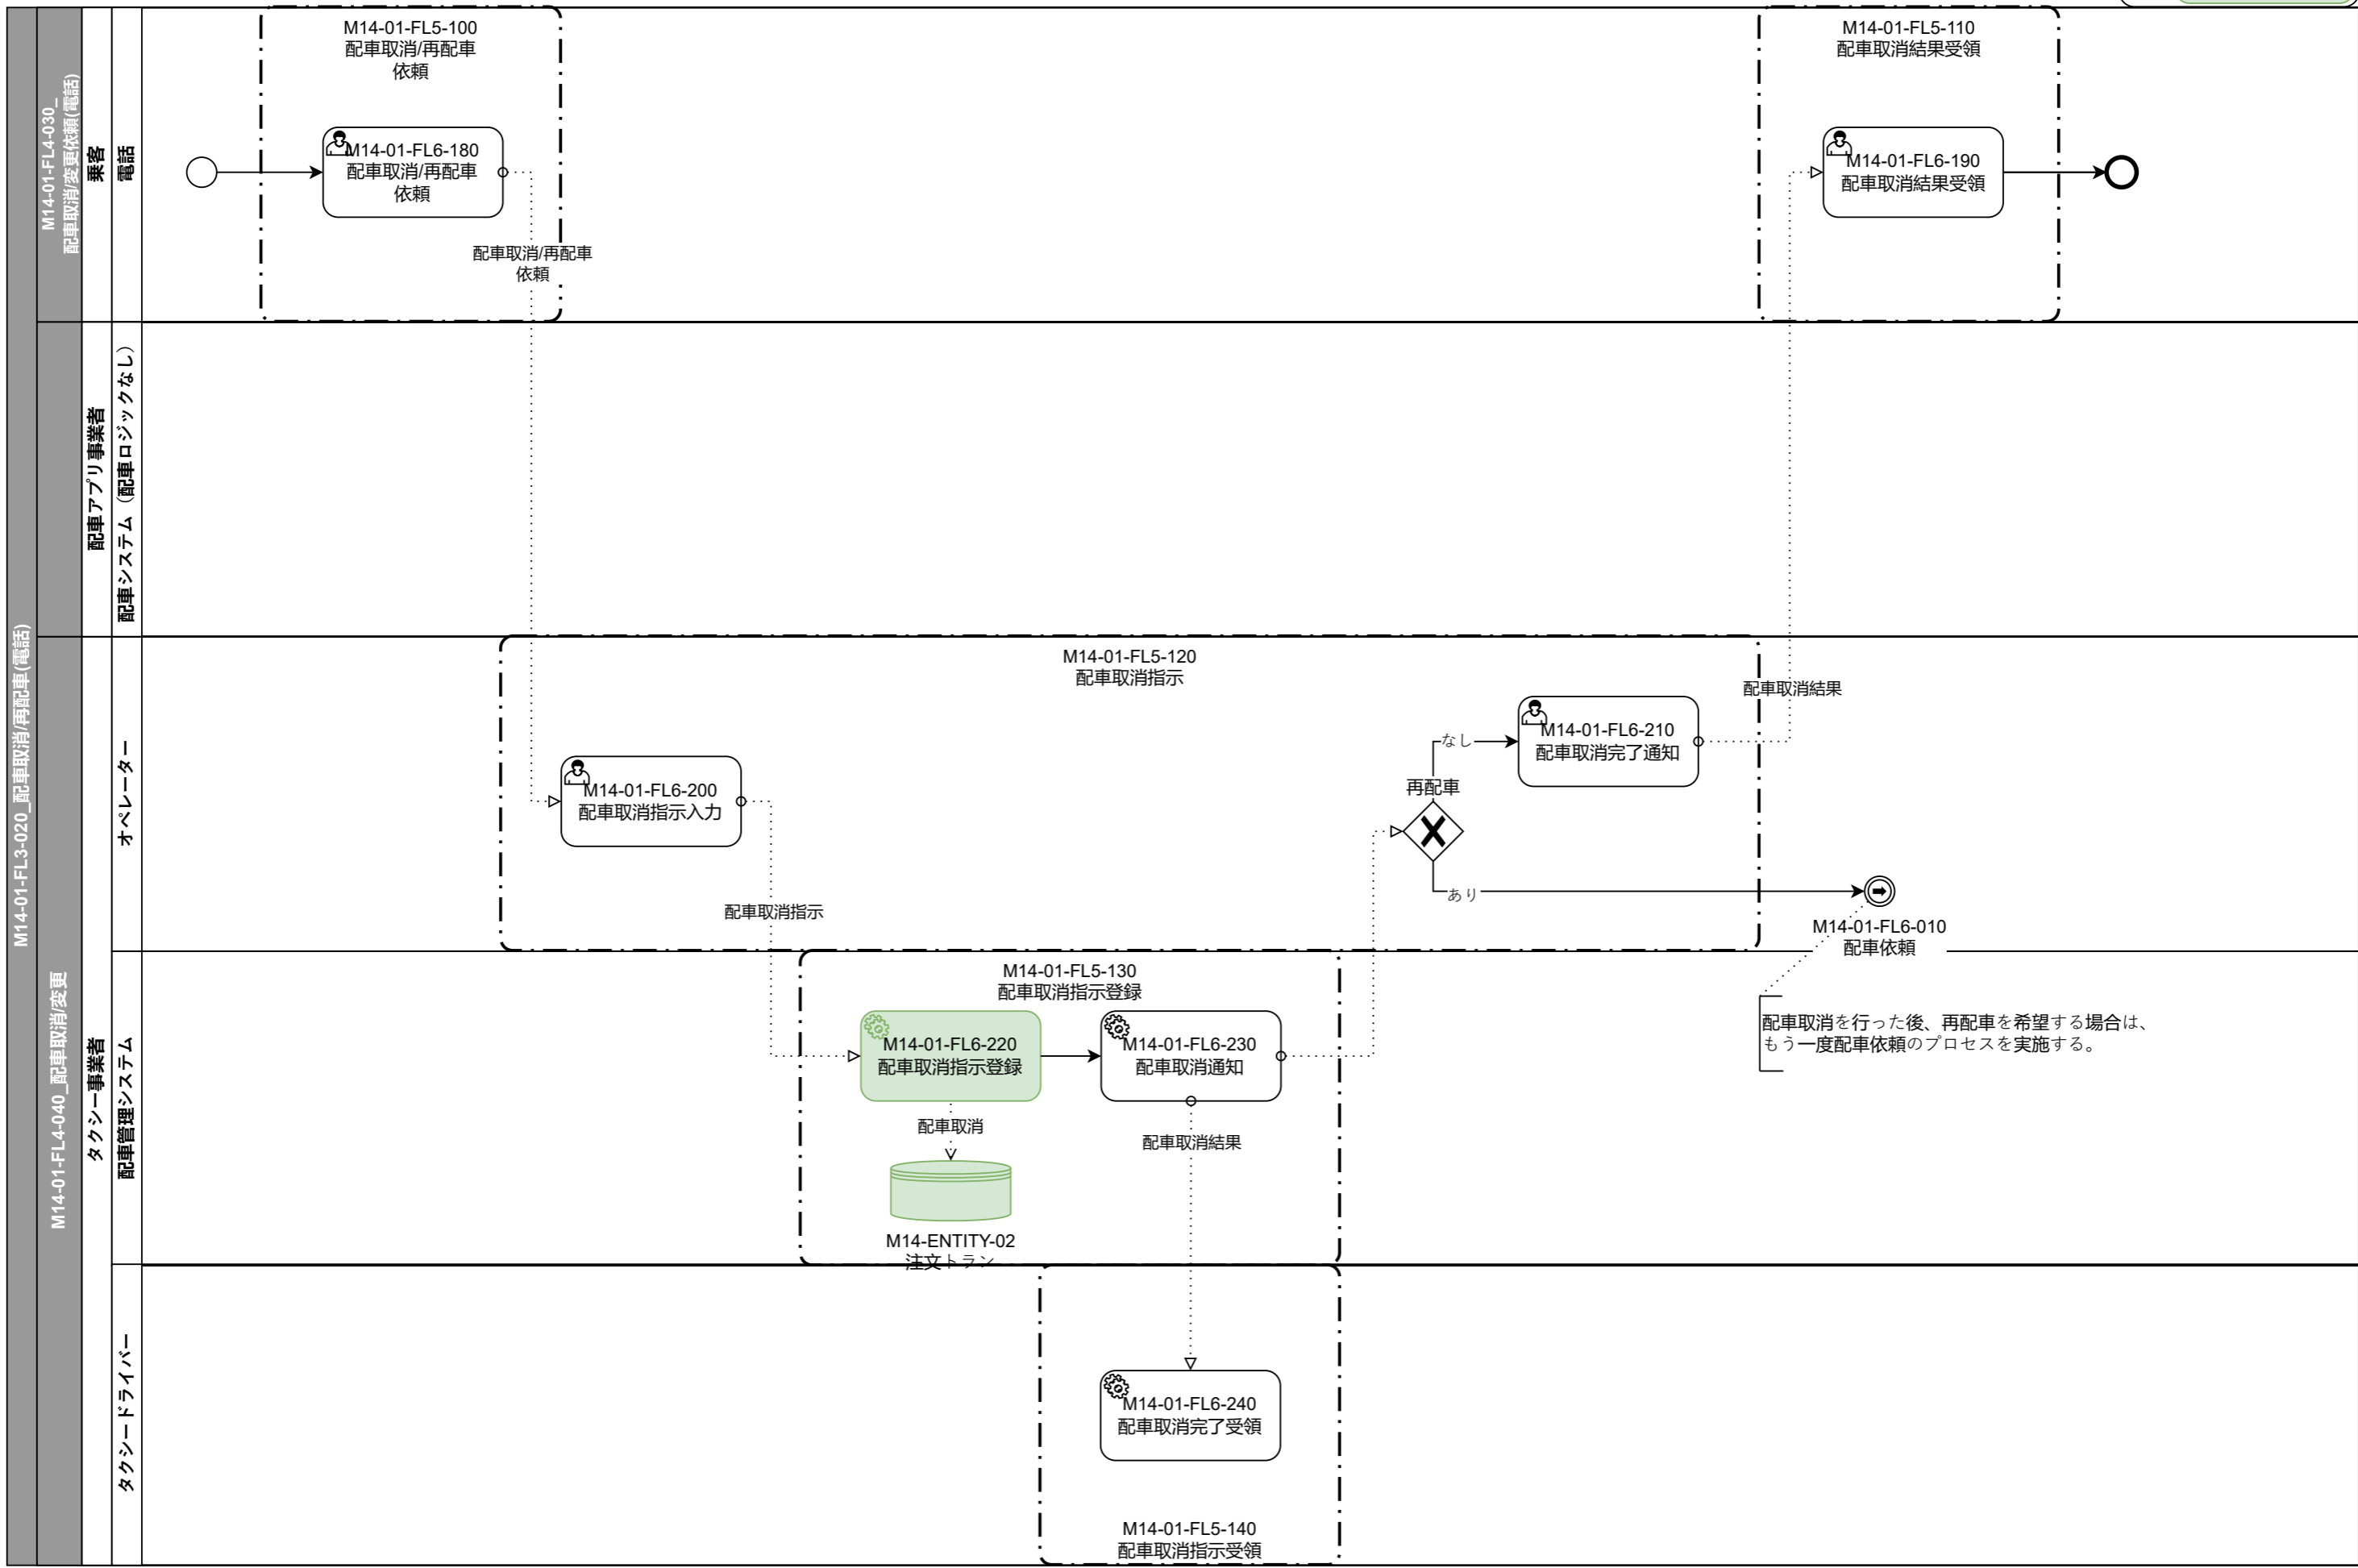 M14-01-FL3-020_配車取消/再配車(電話)
M14-01-FL4-030_
配車取消/変更依頼(電話)
乗客
電話
M14-01-FL5-100
配車取消/再配車
依頼
M14-01-FL6-180
配車取消/再配車
依頼
配車取消/再配車
依頼
M14-01-FL5-110
配車取消結果受領
M14-01-FL6-190
配車取消結果受領
配車アプリ事業者
配車システム（配車ロジックなし）
M14-01-FL4-040_配車取消/変更
タクシー事業者
オペレーター
M14-01-FL5-120
配車取消指示
M14-01-FL6-200
配車取消指示入力
配車取消指示
再配車
なし
あり
M14-01-FL6-210
配車取消完了通知
配車取消結果
M14-01-FL6-010
配車依頼
配車取消を行った後、再配車を希望する場合は、
もう一度配車依頼のプロセスを実施する。
配車管理システム
M14-01-FL5-130
配車取消指示登録
M14-01-FL6-220
配車取消指示登録
M14-01-FL6-230
配車取消通知
配車取消
配車取消結果
M14-ENTITY-02
注文トラン
タクシードライバー
M14-01-FL6-240
配車取消完了受領
M14-01-FL5-140
配車取消指示受領